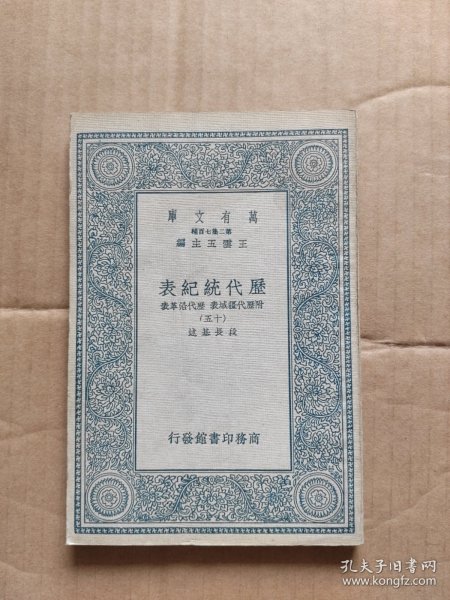 萬有文庫
第二集七百種
王雲五主編
歷代統紀表
附歷代疆域表 歷代沿革表
(十五)
段長基述
商務印書館發行
孔夫子旧书网
www.kongfz.com